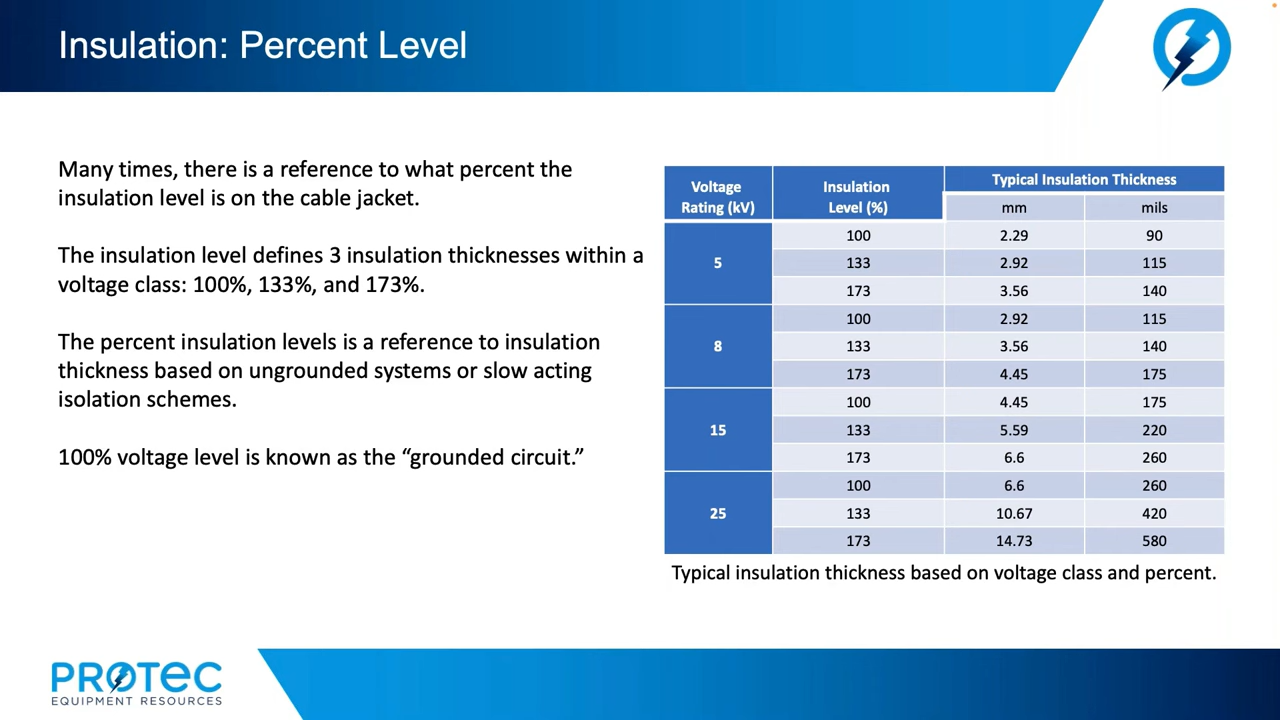 Insulation: Percent Level
Many times, there is a reference to what percent the
insulation level is on the cable jacket.
The insulation level defines 3 insulation thicknesses within a
voltage class: 100%, 133%, and 173%.
The percent insulation levels is a reference to insulation
thickness based on ungrounded systems or slow acting
isolation schemes.
100% voltage level is known as the “grounded circuit.”
Voltage Rating (kV) Insulation Level (%) Typical Insulation Thickness
mm mils
5 100 2.29 90
133 2.92 115
173 3.56 140
8 100 2.92 115
133 3.56 140
173 4.45 175
15 100 4.45 175
133 5.59 220
173 6.6 260
25 100 6.6 260
133 10.67 420
173 14.73 580
Typical insulation thickness based on voltage class and percent.
PROTEC
EQUIPMENT RESOURCES